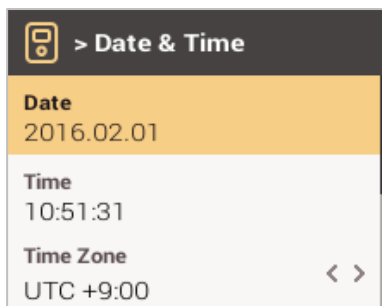 > Date & Time
Date
2016.02.01
Time
10:51:31
Time Zone
UTC +9:00
< >